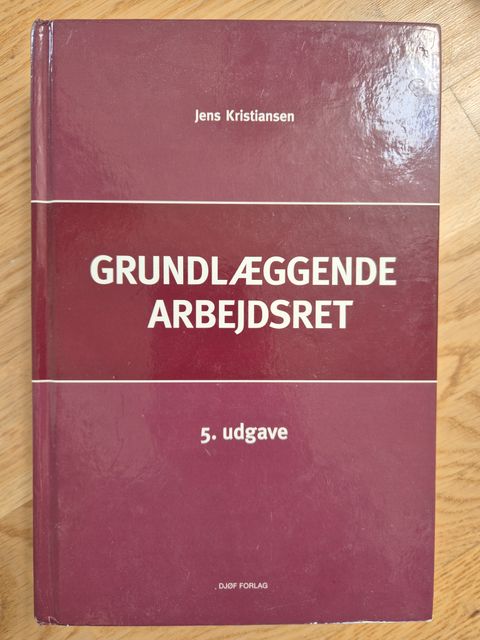 Jens Kristiansen
GRUNDLÆGGENDE
ARBEJDSRET
5. udgave
DJØF FORLAG